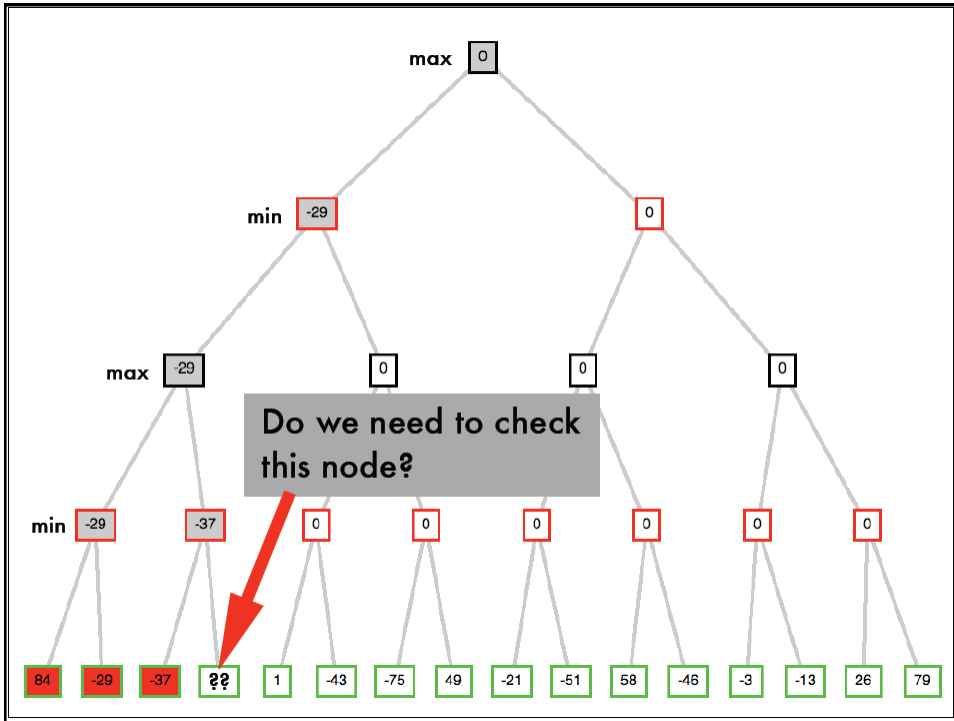 max 0
min -29 0
max -29 0 0 0
Do we need to check
this node?
min -29 -37 0 0 0 0 0 0
84 -29 -37 ?? 1 -43 -75 49 -21 -51 58 -46 -3 -13 26 79